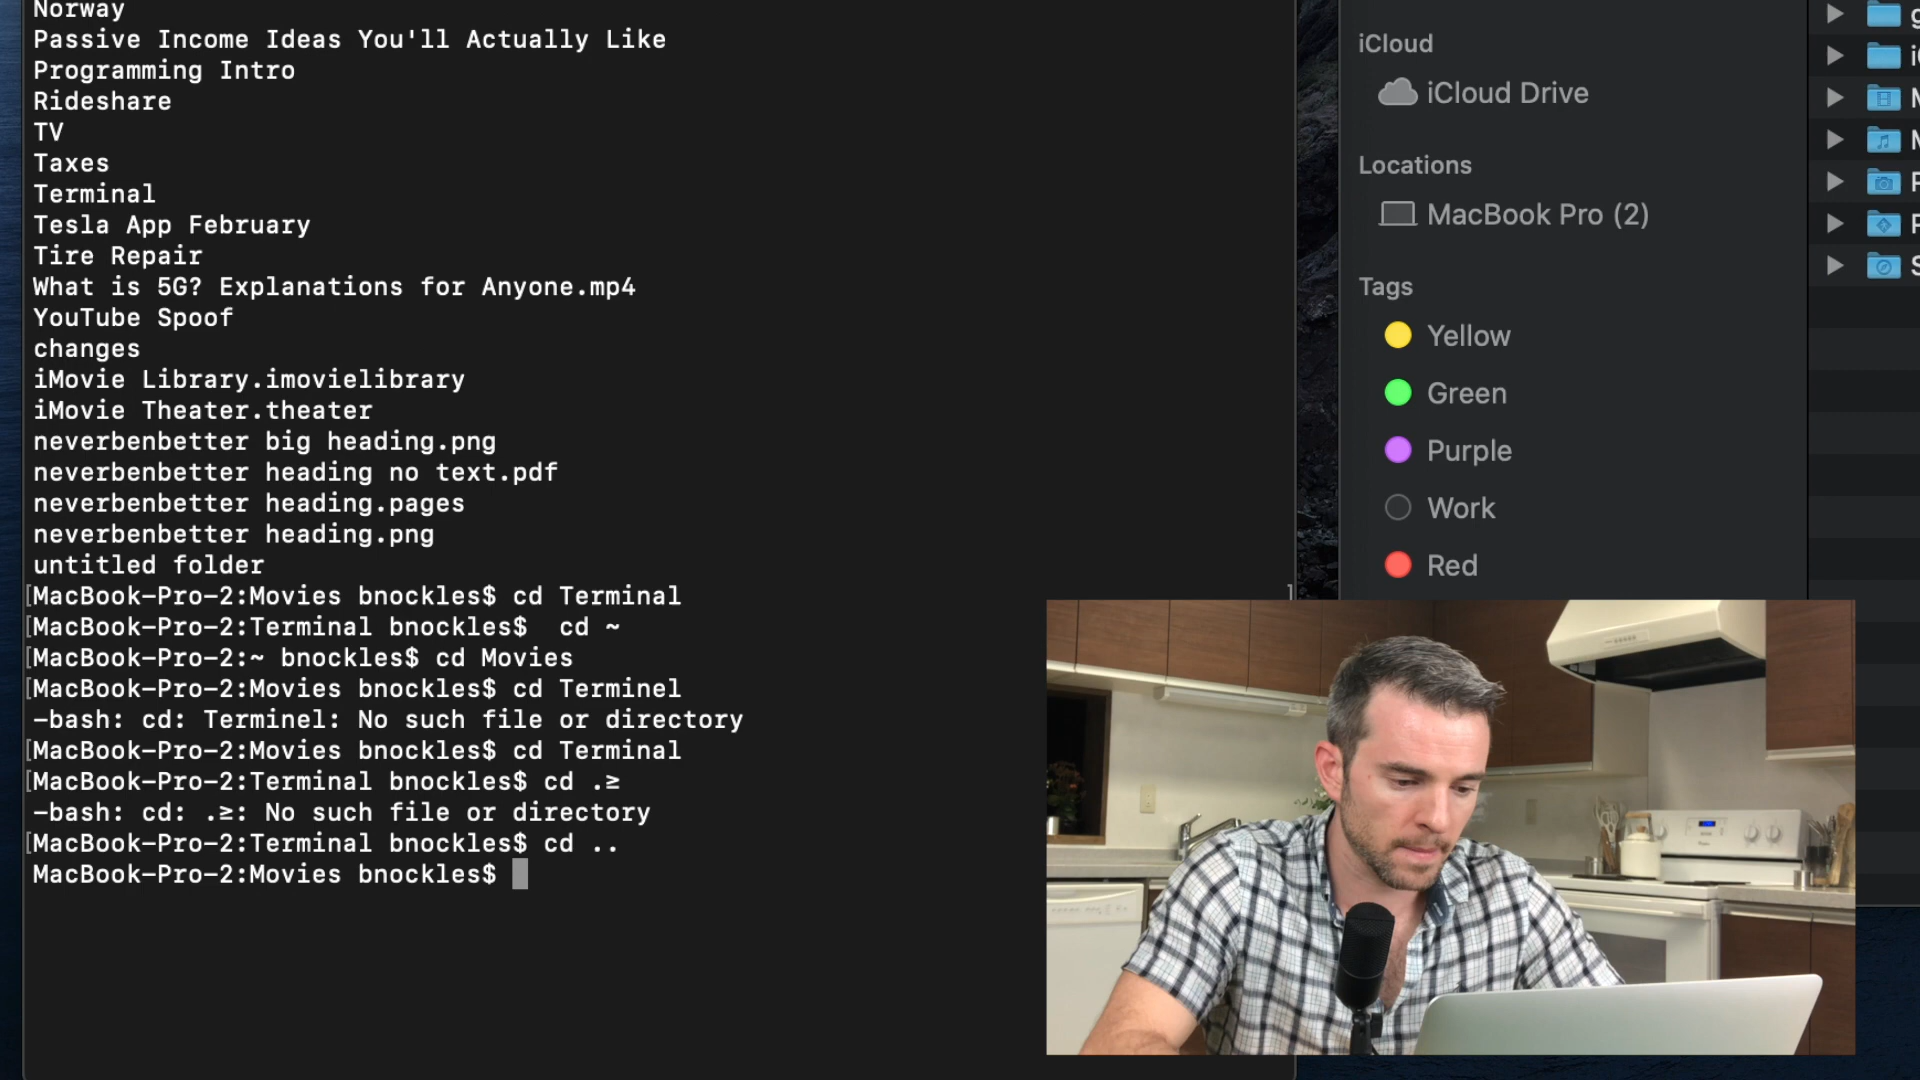 Norway
Passive Income Ideas You'll Actually Like
Programming Intro
Rideshare
TV
Taxes
Terminal
Tesla App February
Tire Repair
What is 5G? Explanations for Anyone.mp4
YouTube Spoof
changes
iMovie Library.imovielibrary
iMovie Theater.theater
neverbenbetter big heading.png
neverbenbetter heading no text.pdf
neverbenbetter heading.pages
neverbenbetter heading.png
untitled folder
[MacBook-Pro-2:Movies bnockles$ cd Terminal ]
[MacBook-Pro-2:Terminal bnockles$  cd ~
[MacBook-Pro-2:~ bnockles$ cd Movies
[MacBook-Pro-2:Movies bnockles$ cd Terminel
-bash: cd: Terminel: No such file or directory
[MacBook-Pro-2:Movies bnockles$ cd Terminal
[MacBook-Pro-2:Terminal bnockles$ cd .≥
-bash: cd: .≥: No such file or directory
[MacBook-Pro-2:Terminal bnockles$ cd ..
MacBook-Pro-2:Movies bnockles$
iCloud
iCloud Drive
Locations
MacBook Pro (2)
Tags
Yellow
Green
Purple
Work
Red